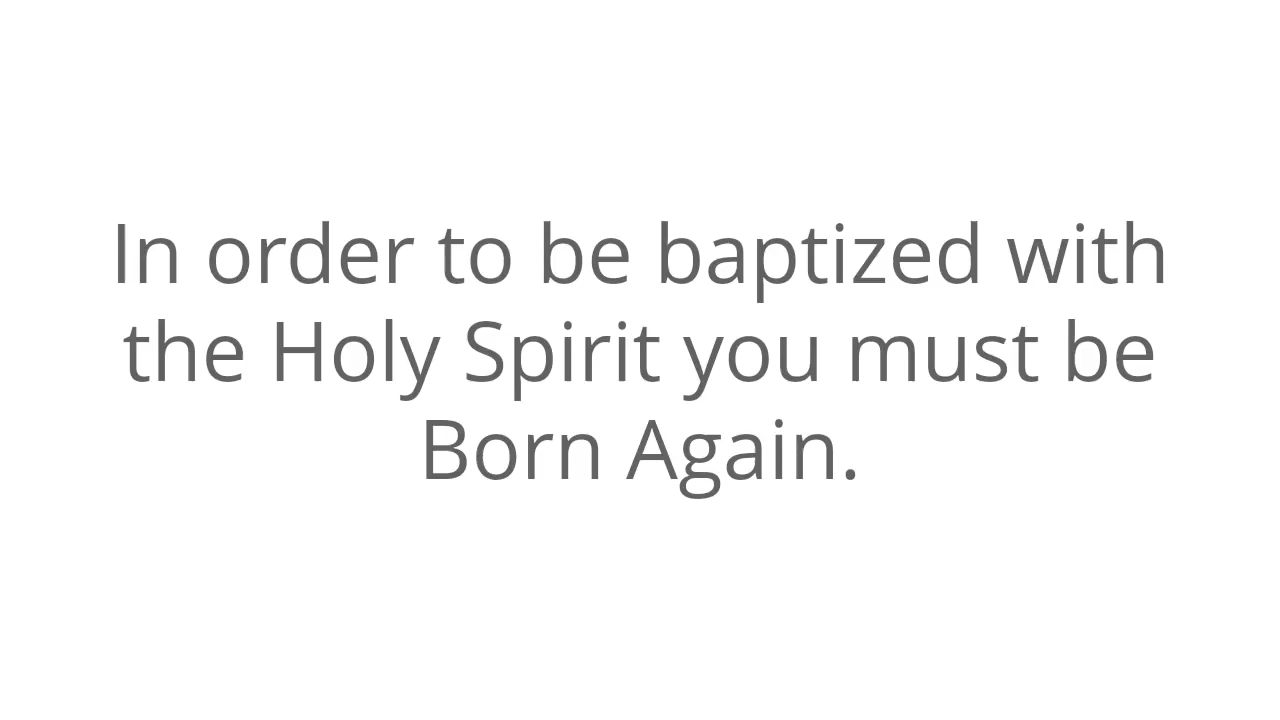 In order to be baptized with
the Holy Spirit you must be
Born Again.